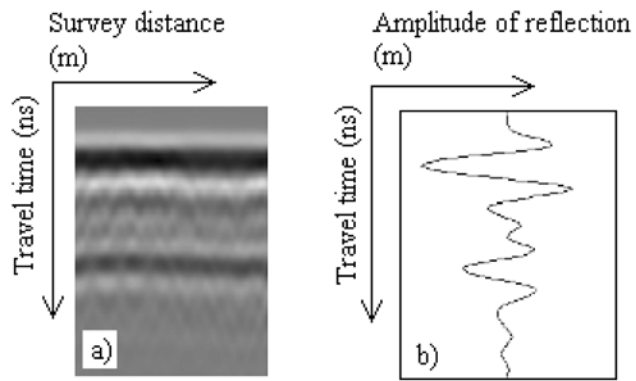 Survey distance
(m)
Travel time (ns)
a)
Amplitude of reflection
(m)
Travel time (ns)
b)